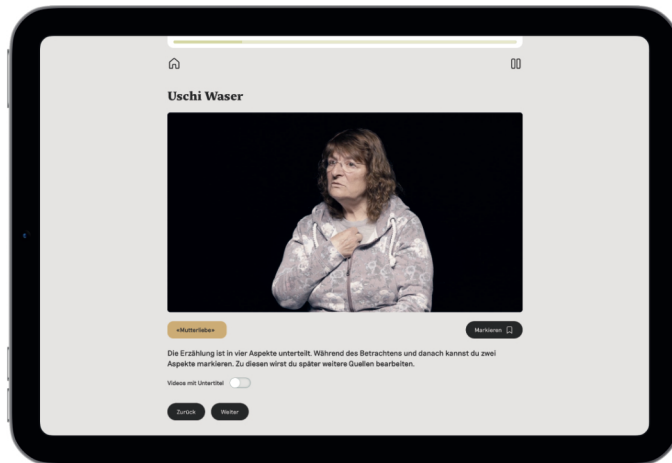 Uschi Waser
«Mutterliebe»
Markieren
Die Erzählung ist in vier Aspekte unterteilt. Während des Betrachtens und danach kannst du zwei
Aspekte markieren. Zu diesen wirst du später weitere Quellen bearbeiten.
Videos mit Untertitel
Zurück
Weiter